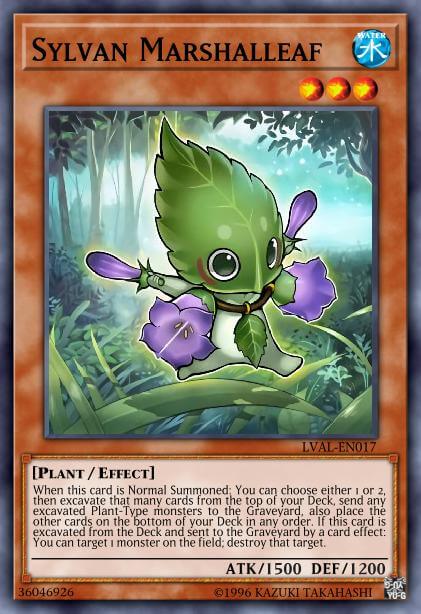 Sylvan Marshalleaf
WATER
水
LVAL-EN017
[Plant / Effect]
When this card is Normal Summoned: You can choose either 1 or 2,
then excavate that many cards from the top of your Deck, send any
excavated Plant-Type monsters to the Graveyard, also place the
other cards on the bottom of your Deck in any order. If this card is
excavated from the Deck and sent to the Graveyard by a card effect:
You can target 1 monster on the field; destroy that target.
ATK/1500 DEF/1200
36046926
©1996 KAZUKI TAKAHASHI